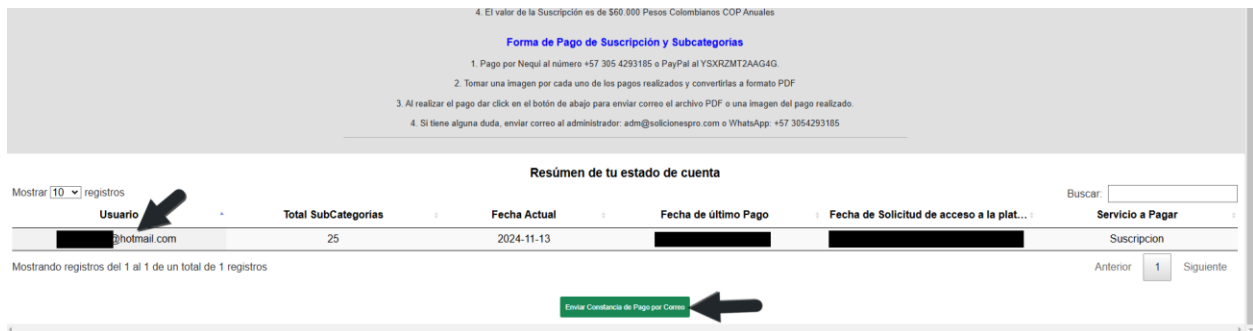 4. El valor de la Suscripción es de $60.000 Pesos Colombianos COP Anuales
Forma de Pago de Suscripción y Subcategorías
1. Pago por Nequi al número +57 305 4293185 o PayPal al YSXRZMT2AAG4G.
2. Tomar una imagen por cada uno de los pagos realizados y convertirlas a formato PDF
3. Al realizar el pago dar click en el botón de abajo para enviar correo el archivo PDF o una imagen del pago realizado.
4. Si tiene alguna duda, enviar correo al administrador: adm@solicionespro.com o WhatsApp: +57 3054293185
Resúmen de tu estado de cuenta
Mostrar 10 registros Buscar:
Usuario Total SubCategorías Fecha Actual Fecha de último Pago Fecha de Solicitud de acceso a la plat... Servicio a Pagar
@hotmail.com 25 2024-11-13 Suscripcion
Mostrando registros del 1 al 1 de un total de 1 registros Anterior 1 Siguiente
Enviar Constancia de Pago por Correo